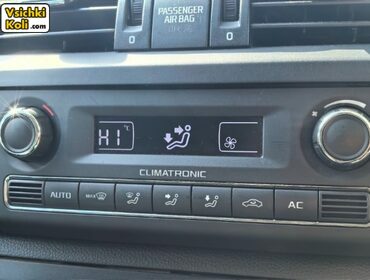 Vsichki
Koli.com
PASSENGER
AIR BAG
0
0
HI °C
CLIMATRONIC
AUTO
MAX
AC